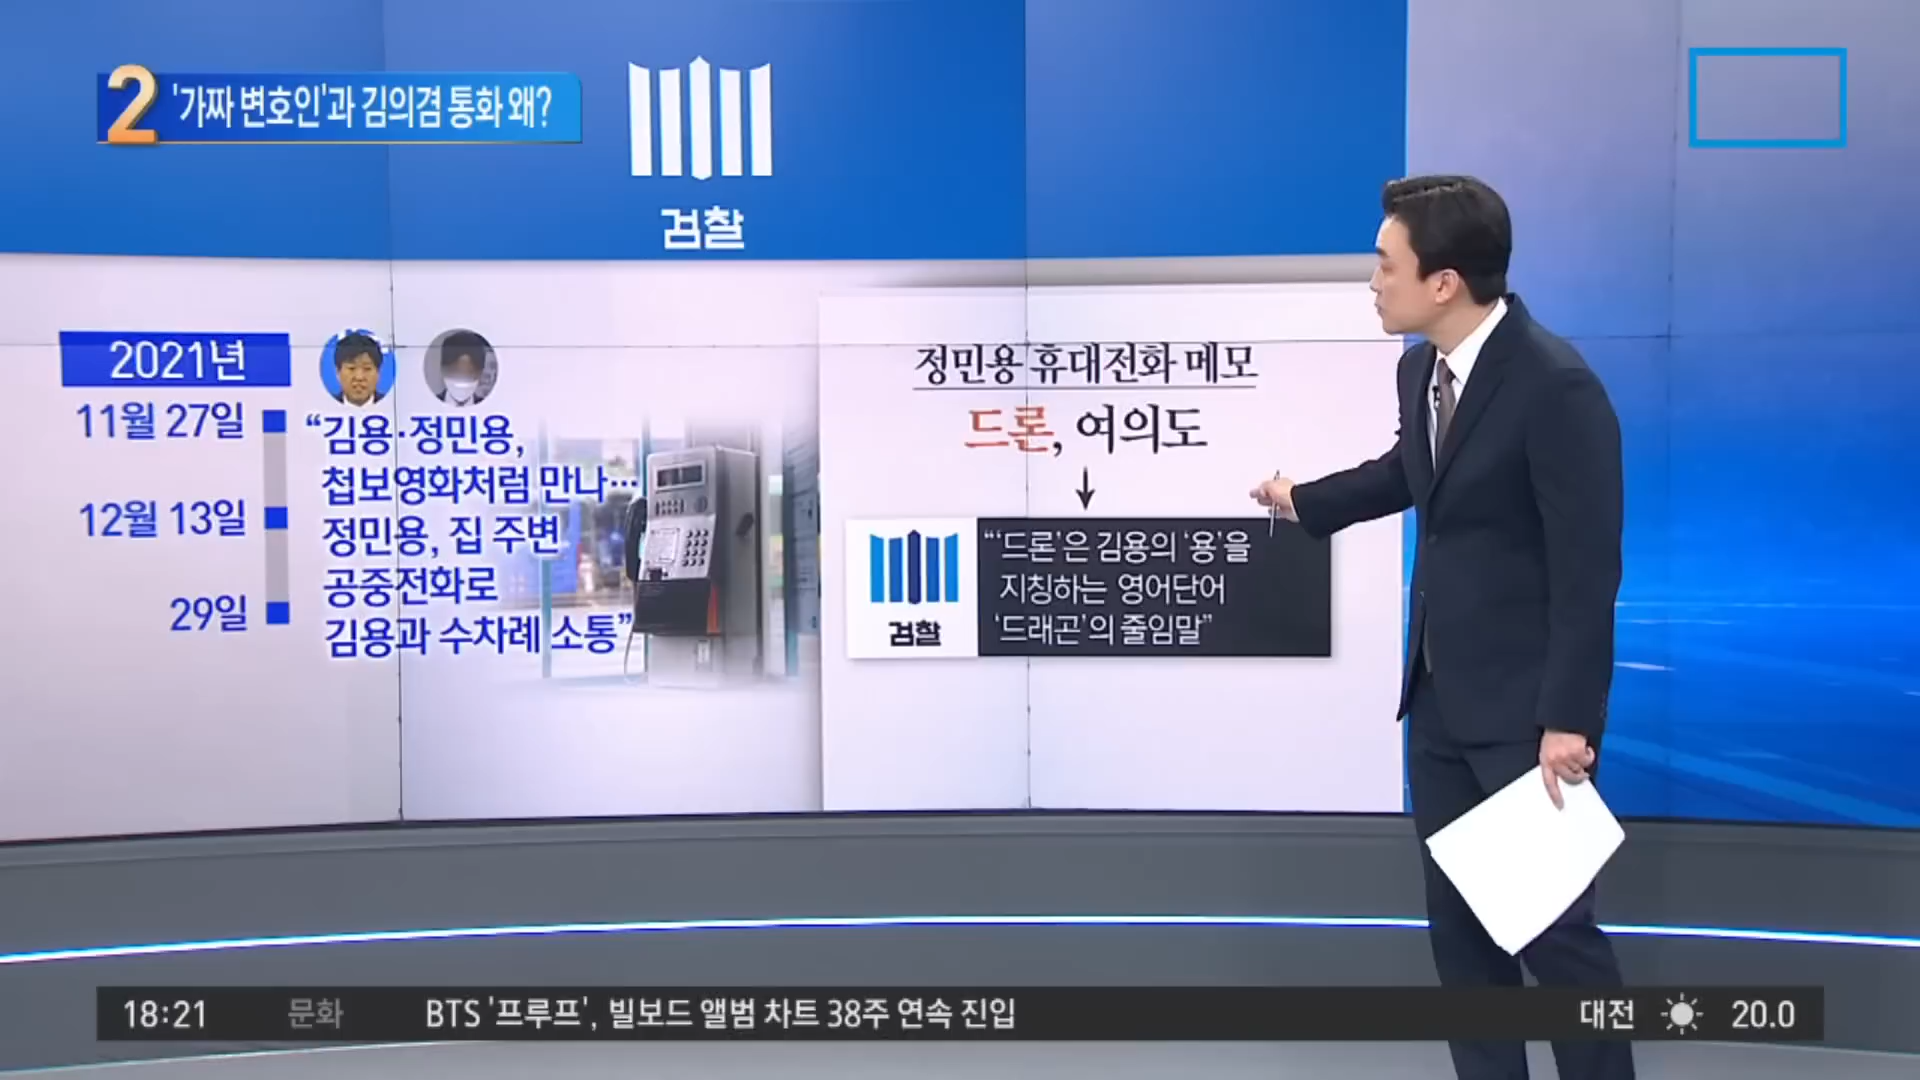 2 '가짜 변호인'과 김의겸 통화 왜?
검찰
2021년
11월 27일
12월 13일
29일
“김용·정민용,
첩보영화처럼 만나…
정민용, 집 주변
공중전화로
김용과 수차례 소통”
정민용 휴대전화 메모
드론, 여의도
검찰
“‘드론’은 김용의 ‘용’을
지칭하는 영어단어
‘드래곤’의 줄임말”
18:21 문화 BTS '프루프', 빌보드 앨범 차트 38주 연속 진입 대전 20.0